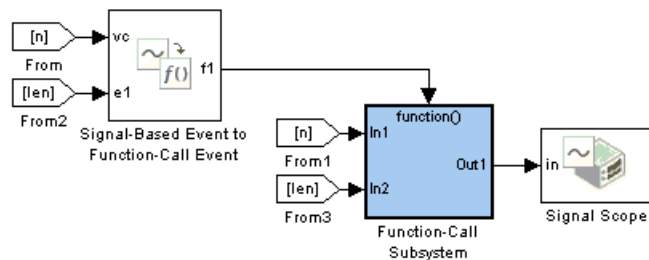 [n]
From
[len]
From2
vc
e1
f()
f1
Signal-Based Event to
Function-Call Event
[n]
From1
[len]
From3
function()
In1
In2
Out1
Function-Call
Subsystem
in
Signal Scope